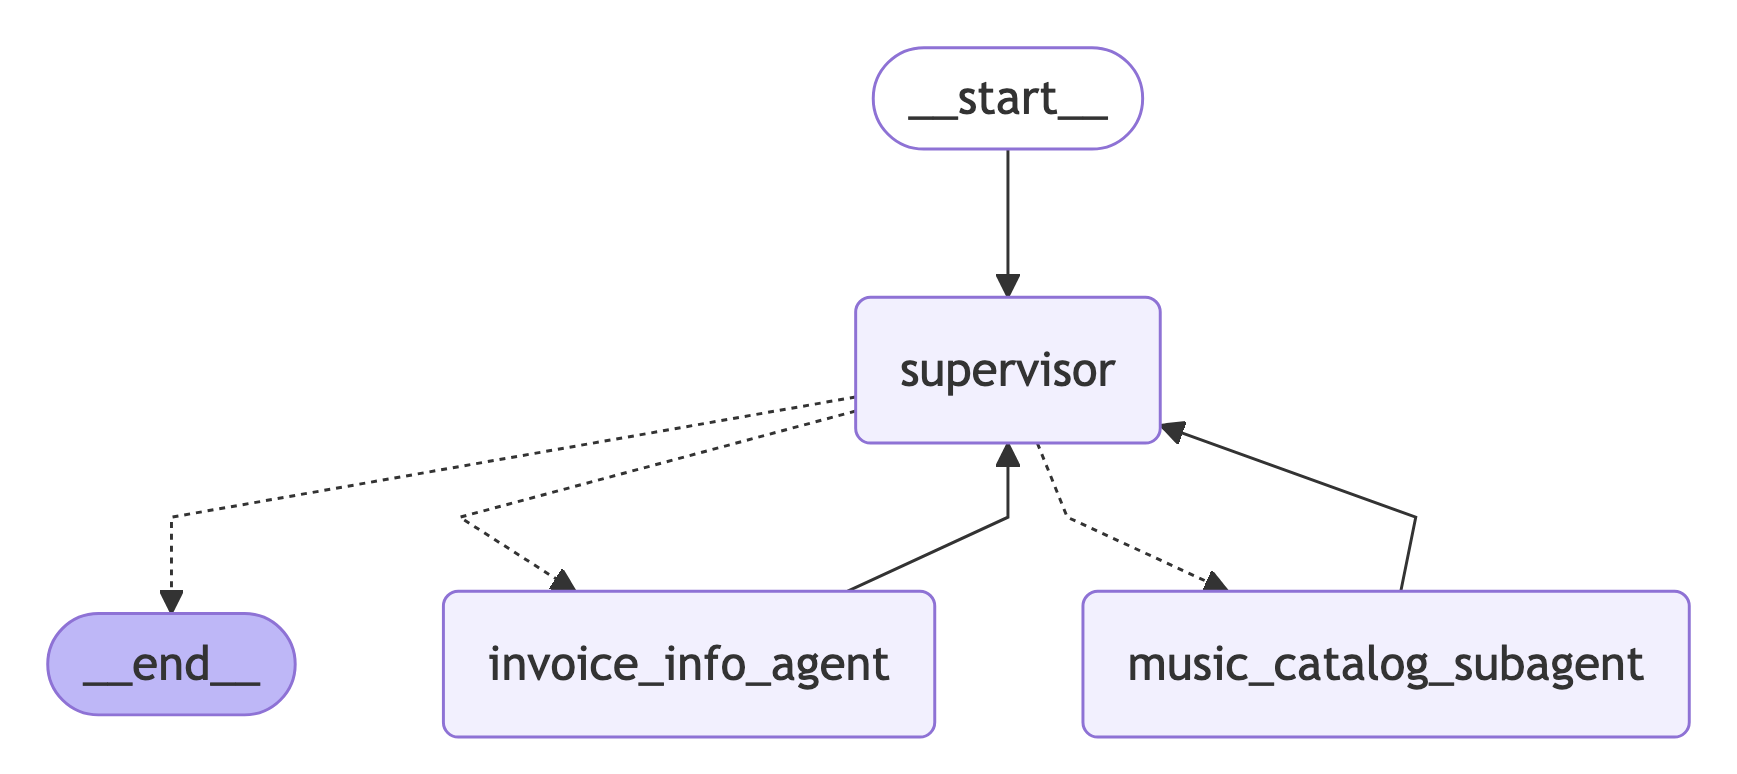 __start__
supervisor
__end__
invoice_info_agent
music_catalog_subagent